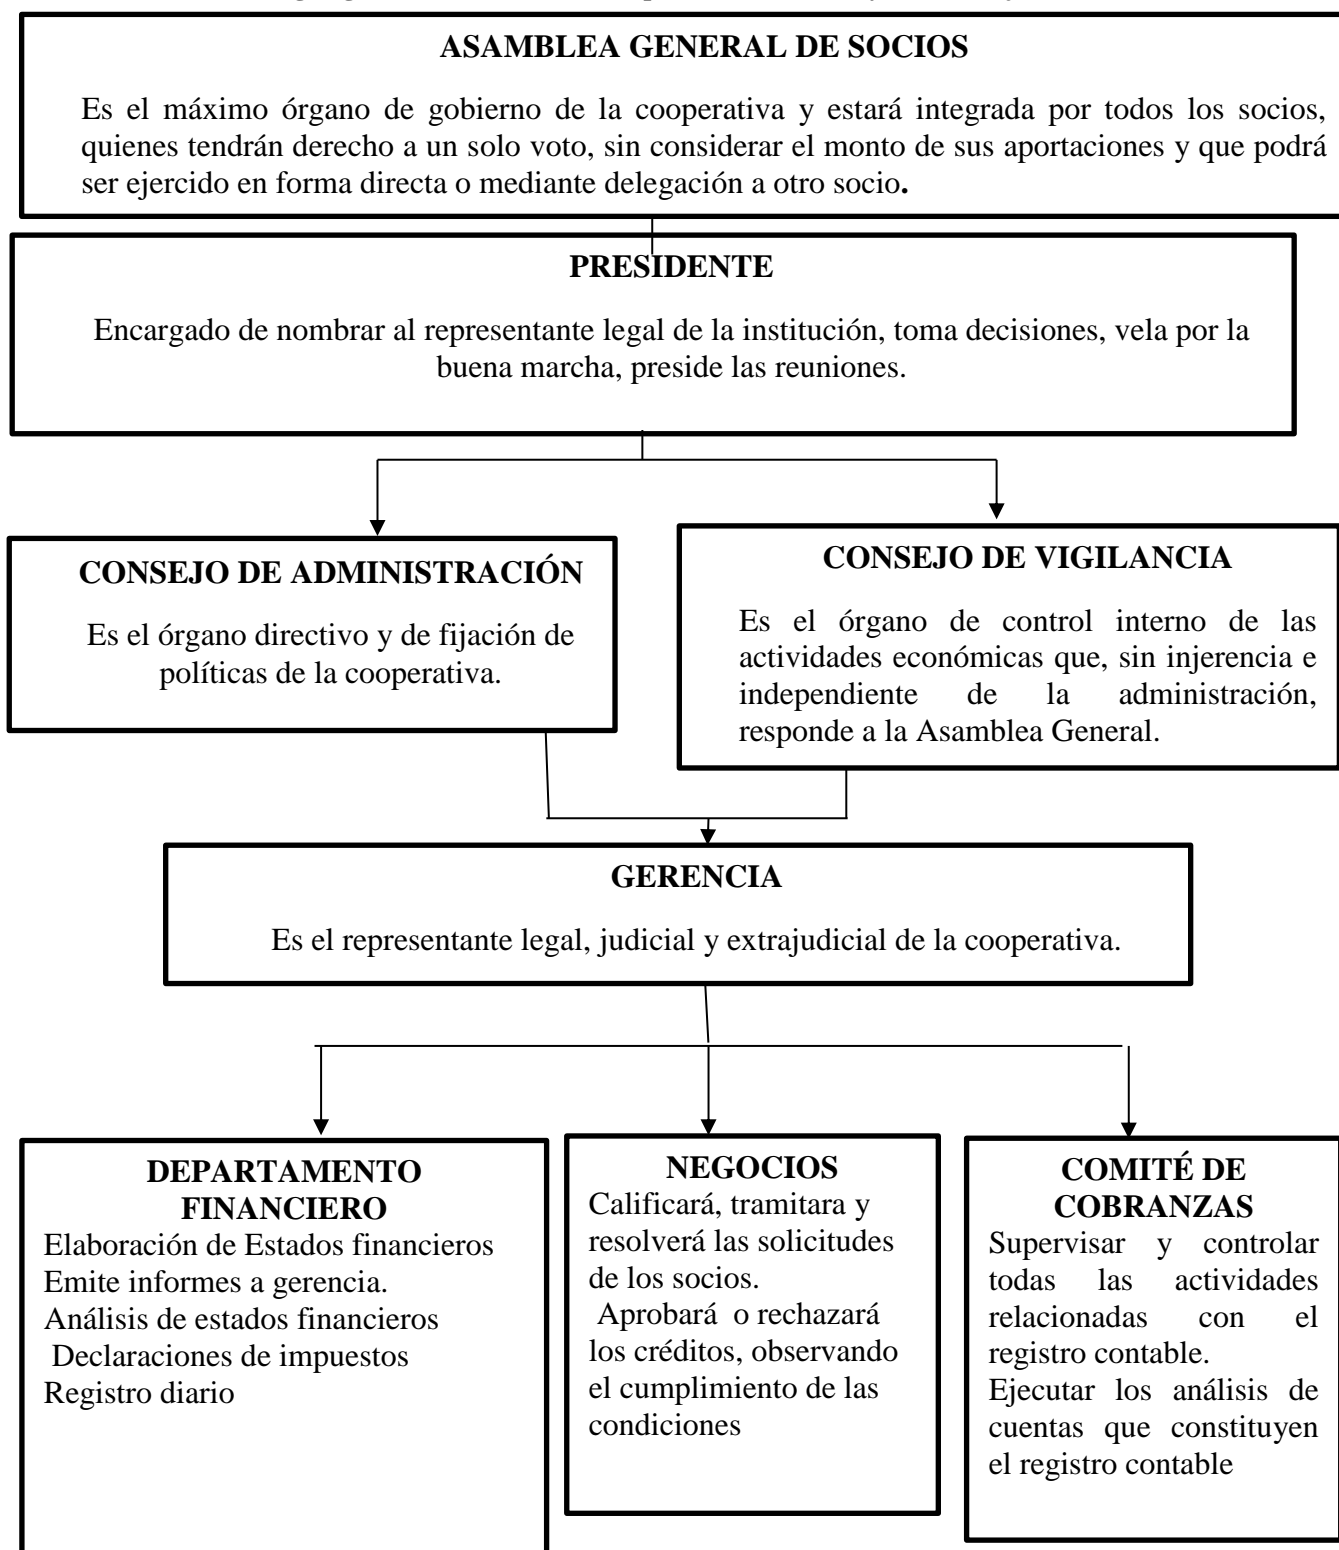 ASAMBLEA GENERAL DE SOCIOS
Es el máximo órgano de gobierno de la cooperativa y estará integrada por todos los socios,
quienes tendrán derecho a un solo voto, sin considerar el monto de sus aportaciones y que podrá
ser ejercido en forma directa o mediante delegación a otro socio.
PRESIDENTE
Encargado de nombrar al representante legal de la institución, toma decisiones, vela por la
buena marcha, preside las reuniones.
CONSEJO DE ADMINISTRACIÓN
Es el órgano directivo y de fijación de
políticas de la cooperativa.
CONSEJO DE VIGILANCIA
Es el órgano de control interno de las
actividades económicas que, sin injerencia e
independiente de la administración,
responde a la Asamblea General.
GERENCIA
Es el representante legal, judicial y extrajudicial de la cooperativa.
DEPARTAMENTO
FINANCIERO
Elaboración de Estados financieros
Emite informes a gerencia.
Análisis de estados financieros
Declaraciones de impuestos
Registro diario
NEGOCIOS
Calificará, tramitara y
resolverá las solicitudes
de los socios.
Aprobará o rechazará
los créditos, observando
el cumplimiento de las
condiciones
COMITÉ DE
COBRANZAS
Supervisar y controlar
todas las actividades
relacionadas con el
registro contable.
Ejecutar los análisis de
cuentas que constituyen
el registro contable